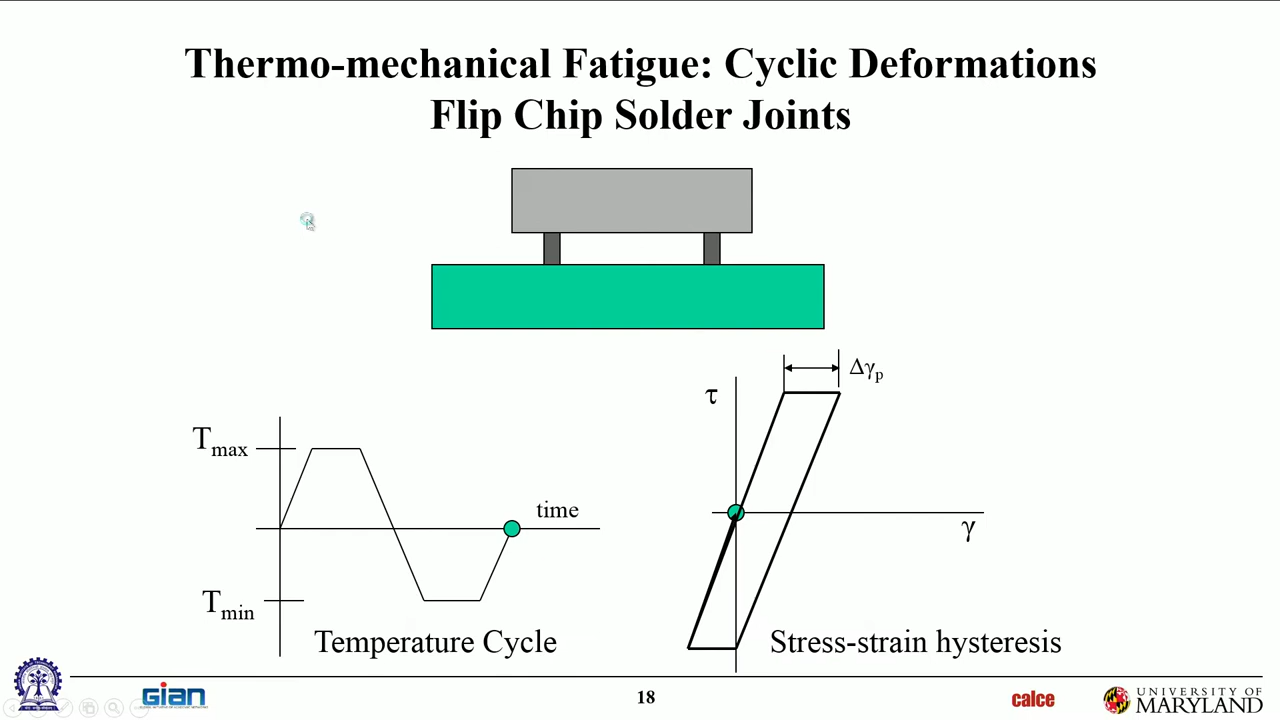 Thermo-mechanical Fatigue: Cyclic Deformations
Flip Chip Solder Joints
Δγp
τ
Tmax
time
γ
Tmin
Temperature Cycle
Stress-strain hysteresis
GIAN
18
calce
UNIVERSITY OF
MARYLAND